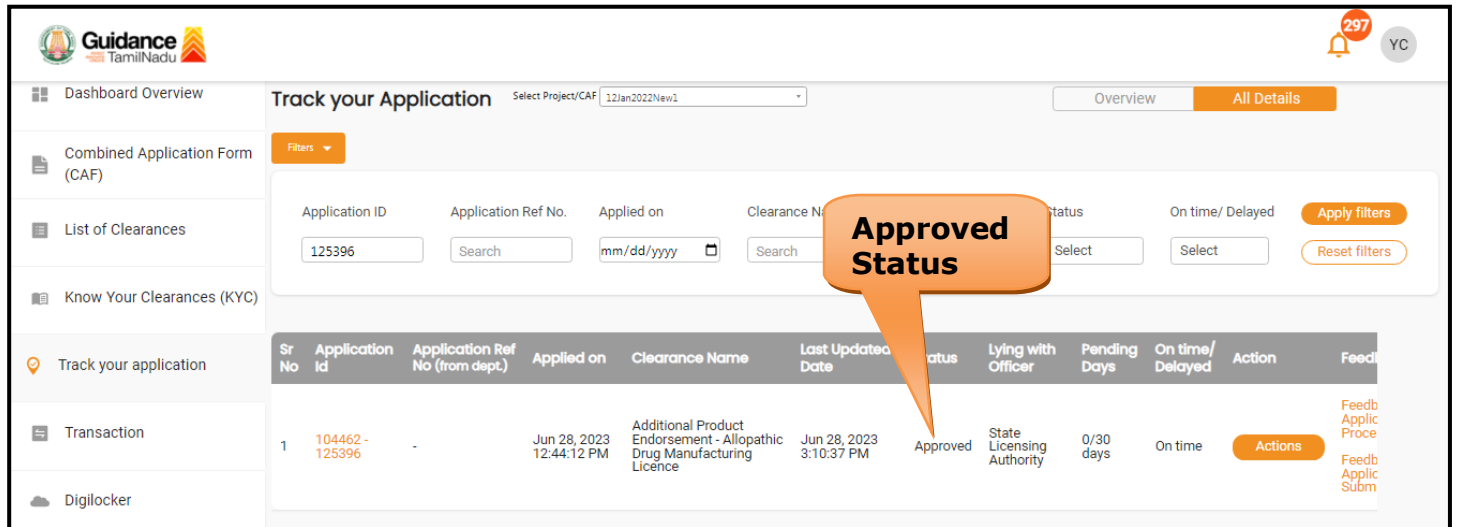 Guidance
TamilNadu
297
YC
Dashboard Overview
Combined Application Form
(CAF)
List of Clearances
Know Your Clearances (KYC)
Track your application
Transaction
Digilocker
Track your Application
Select Project/CAF
12Jan2022New1
Overview
All Details
Filters
Application ID
Application Ref No.
Applied on
Clearance
On time/ Delayed
Apply filters
125396
Search
mm/dd/yyyy
Search
Select
Select
Reset filters
Approved
Status
Sr
No
Application
Id
Application Ref
No (from dept.)
Applied on
Clearance Name
Last Updated
Date
Lying with
Officer
Pending
Days
On time/
Delayed
Action
1
104462 -
125396
-
Jun 28, 2023
12:44:12 PM
Additional Product
Endorsement - Allopathic
Drug Manufacturing
Licence
Jun 28, 2023
3:10:37 PM
Approved
State
Licensing
Authority
0/30
days
On time
Actions